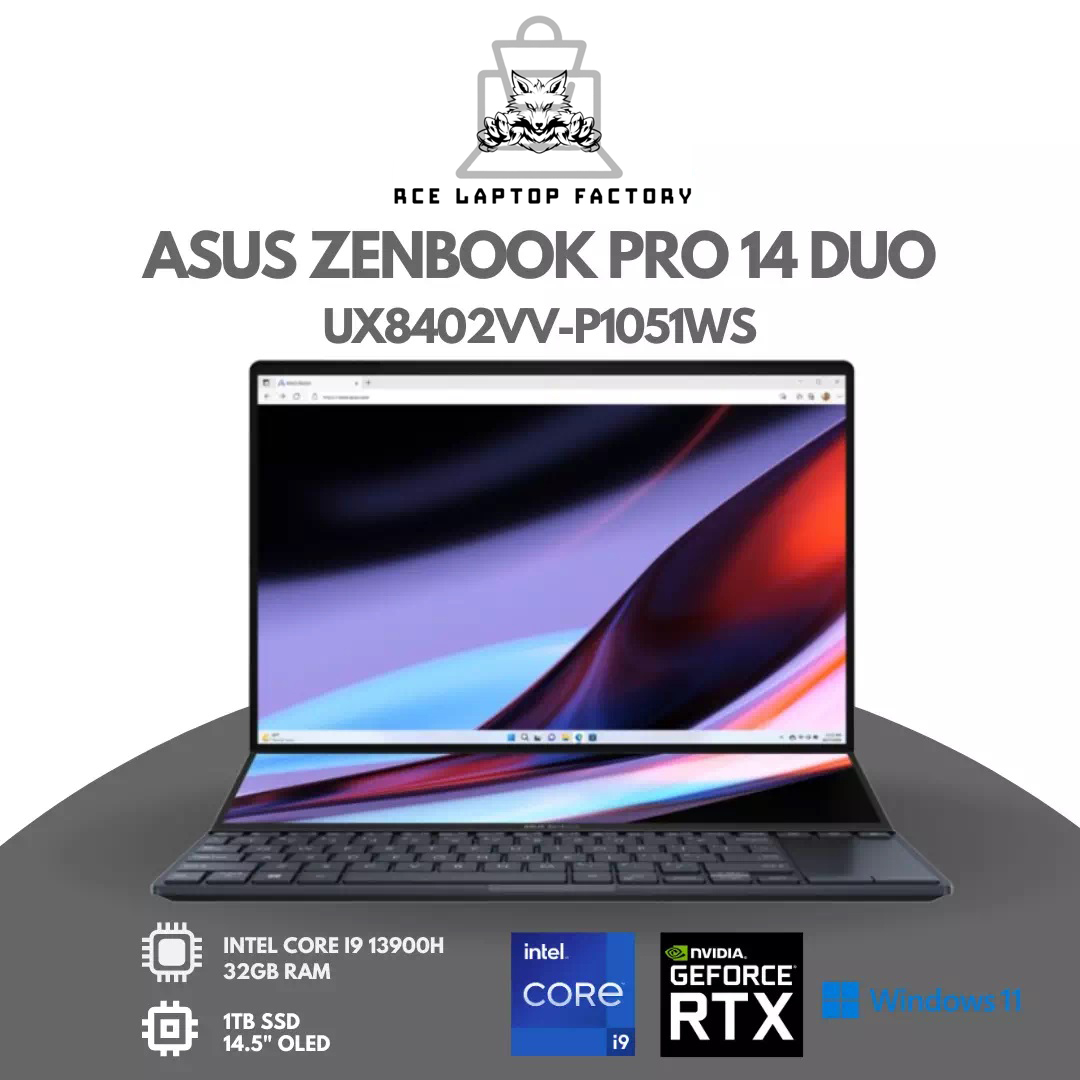 RCE LAPTOP FACTORY
ASUS ZENBOOK PRO 14 DUO
UX8402VV-P1051WS
INTEL CORE I9 13900H
32GB RAM
1TB SSD
14.5" OLED
intel
CORE
i9
NVIDIA
GEFORCE
RTX
Windows 11